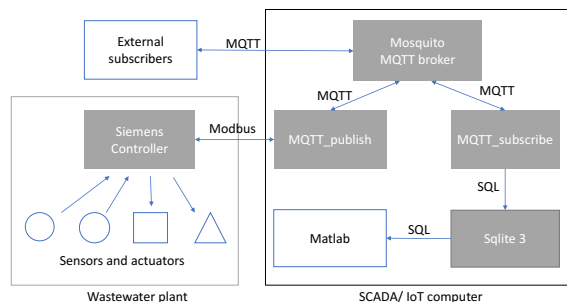 External
subscribers
MQTT
Mosquito
MQTT broker
MQTT
MQTT
Siemens
Controller
Modbus
MQTT_publish
MQTT_subscribe
SQL
Matlab
SQL
Sqlite 3
Sensors and actuators
Wastewater plant
SCADA/ IoT computer